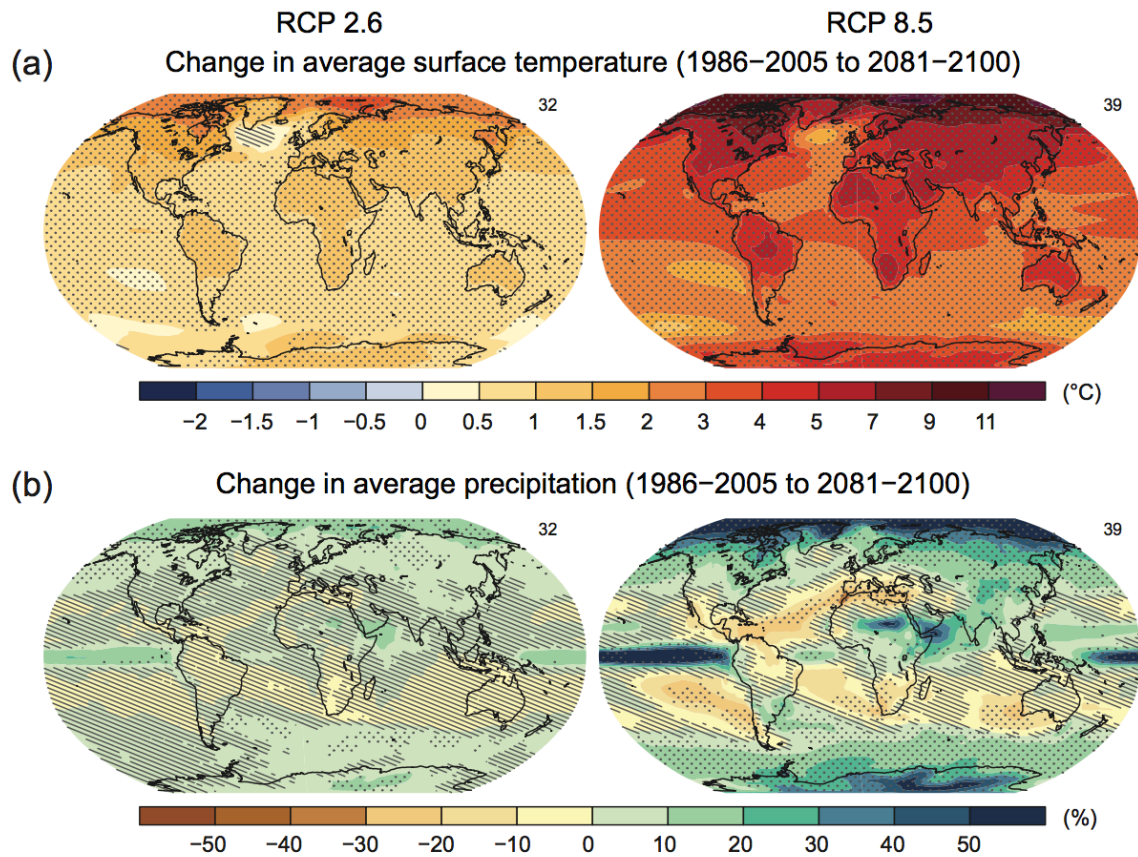 RCP 2.6 RCP 8.5
(a) Change in average surface temperature (1986−2005 to 2081−2100)
32 39
−2 −1.5 −1 −0.5 0 0.5 1 1.5 2 3 4 5 7 9 11 (°C)
(b) Change in average precipitation (1986−2005 to 2081−2100)
32 39
−50 −40 −30 −20 −10 0 10 20 30 40 50 (%)